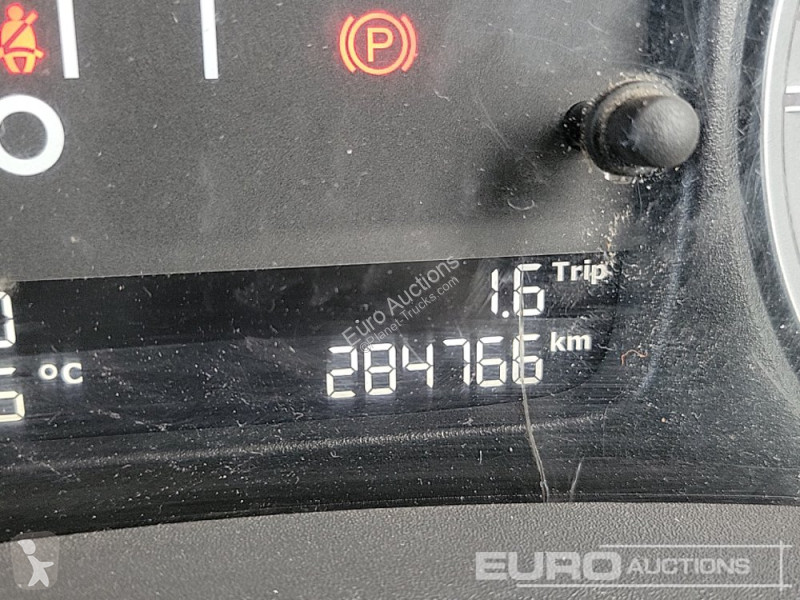 P
1.6 Trip
284766 km
°C
Euro Auctions
Planet-Trucks.com
EURO AUCTIONS